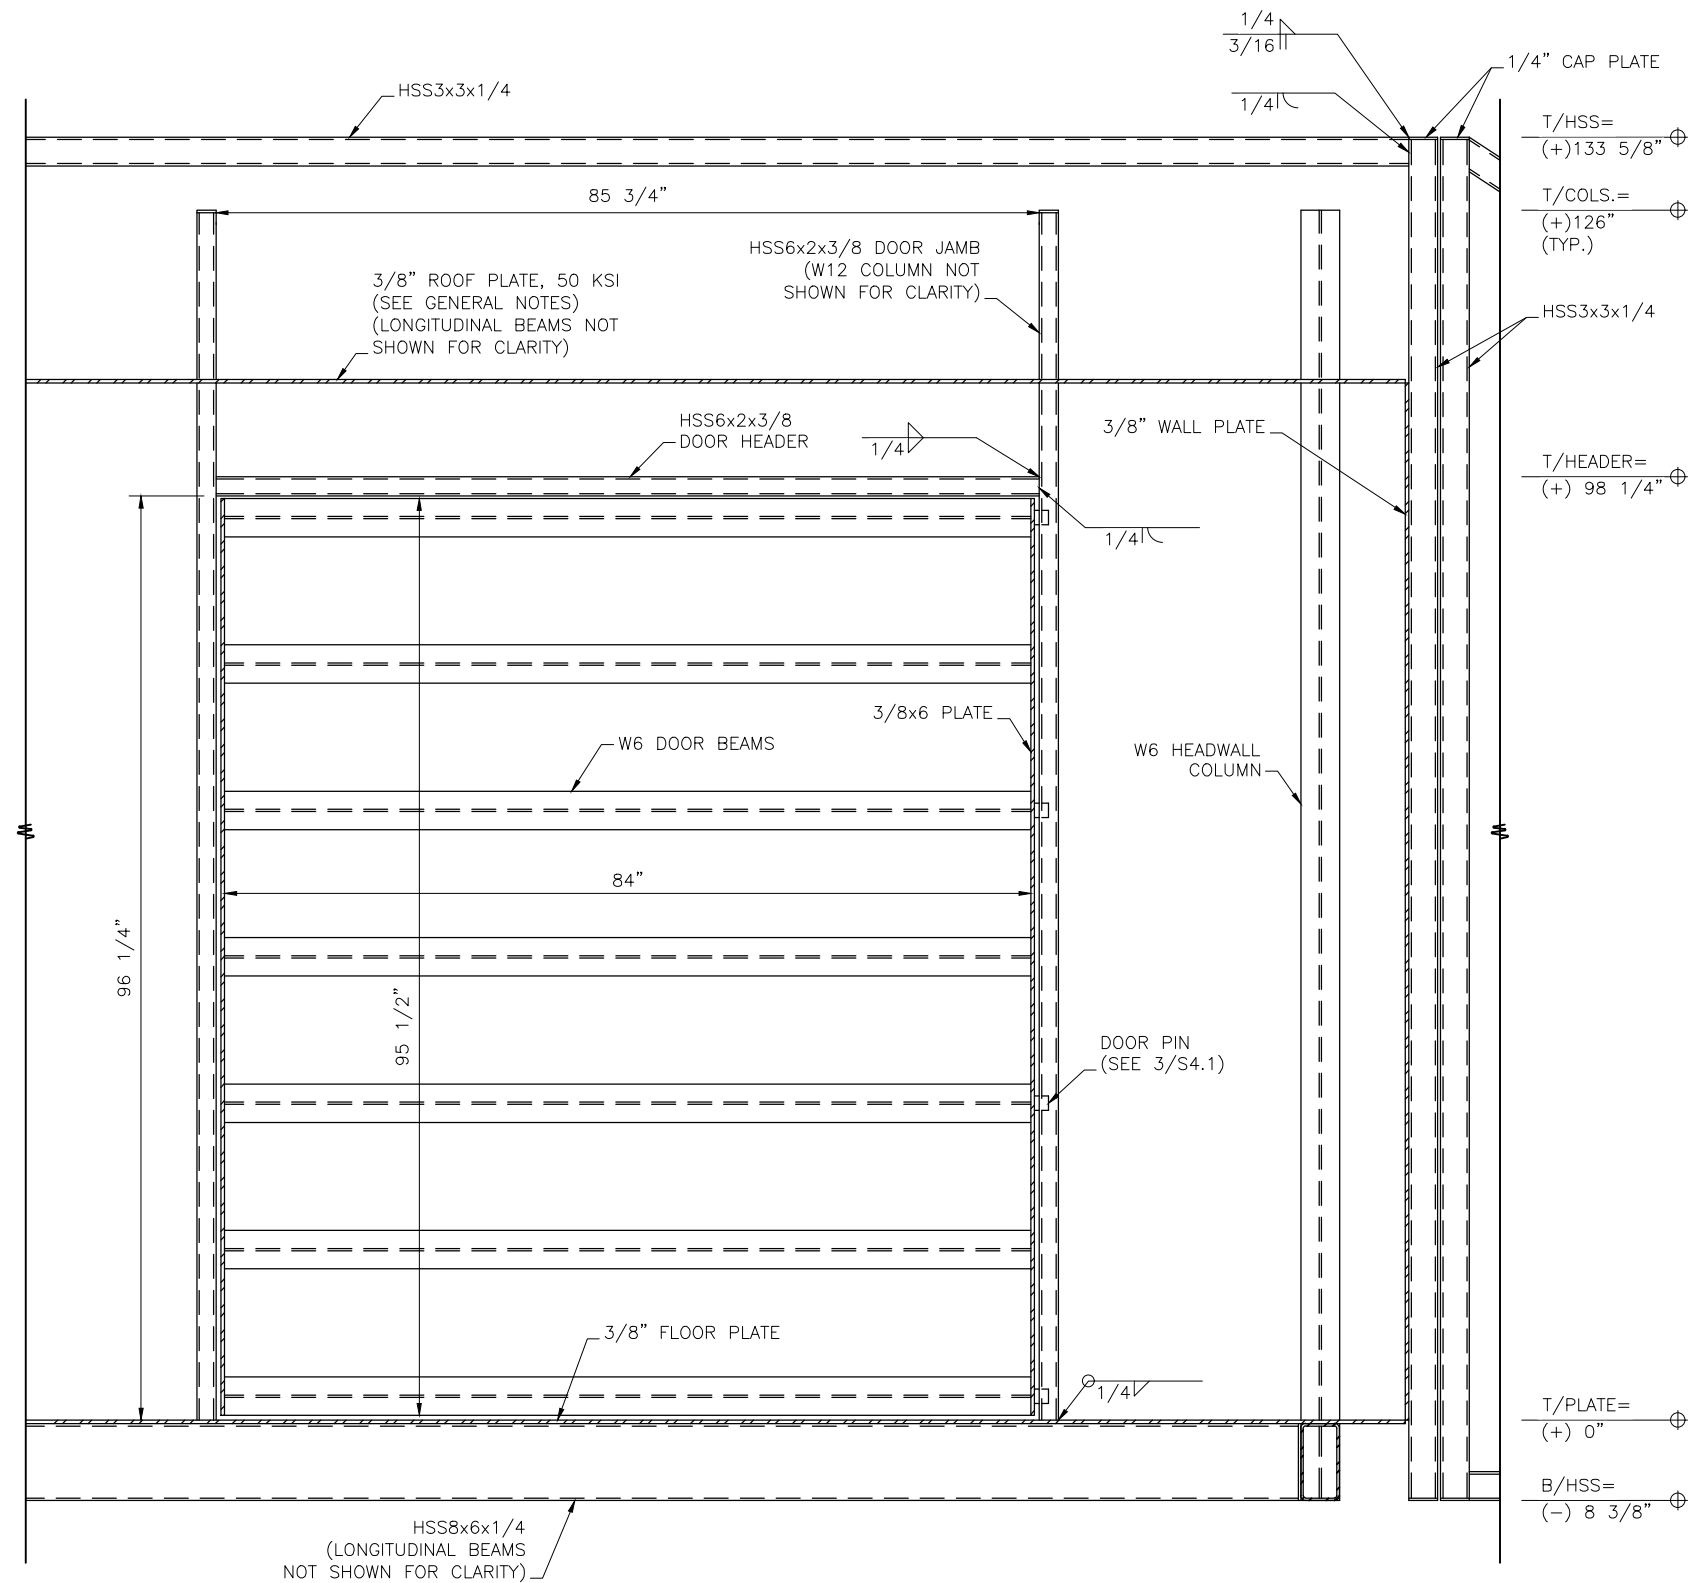 1/4
3/16
1/4" CAP PLATE
HSS3x3x1/4
1/4
T/HSS=
(+)133 5/8"
85 3/4"
T/COLS.=
(+)126"
(TYP.)
HSS6x2x3/8 DOOR JAMB
(W12 COLUMN NOT
SHOWN FOR CLARITY)
3/8" ROOF PLATE, 50 KSI
(SEE GENERAL NOTES)
(LONGITUDINAL BEAMS NOT
SHOWN FOR CLARITY)
HSS3x3x1/4
HSS6x2x3/8
DOOR HEADER
1/4
3/8" WALL PLATE
T/HEADER=
(+) 98 1/4"
1/4
3/8x6 PLATE
W6 DOOR BEAMS
W6 HEADWALL
COLUMN
84"
96 1/4"
95 1/2"
DOOR PIN
(SEE 3/S4.1)
3/8" FLOOR PLATE
1/4
T/PLATE=
(+) 0"
B/HSS=
(-) 8 3/8"
HSS8x6x1/4
(LONGITUDINAL BEAMS
NOT SHOWN FOR CLARITY)